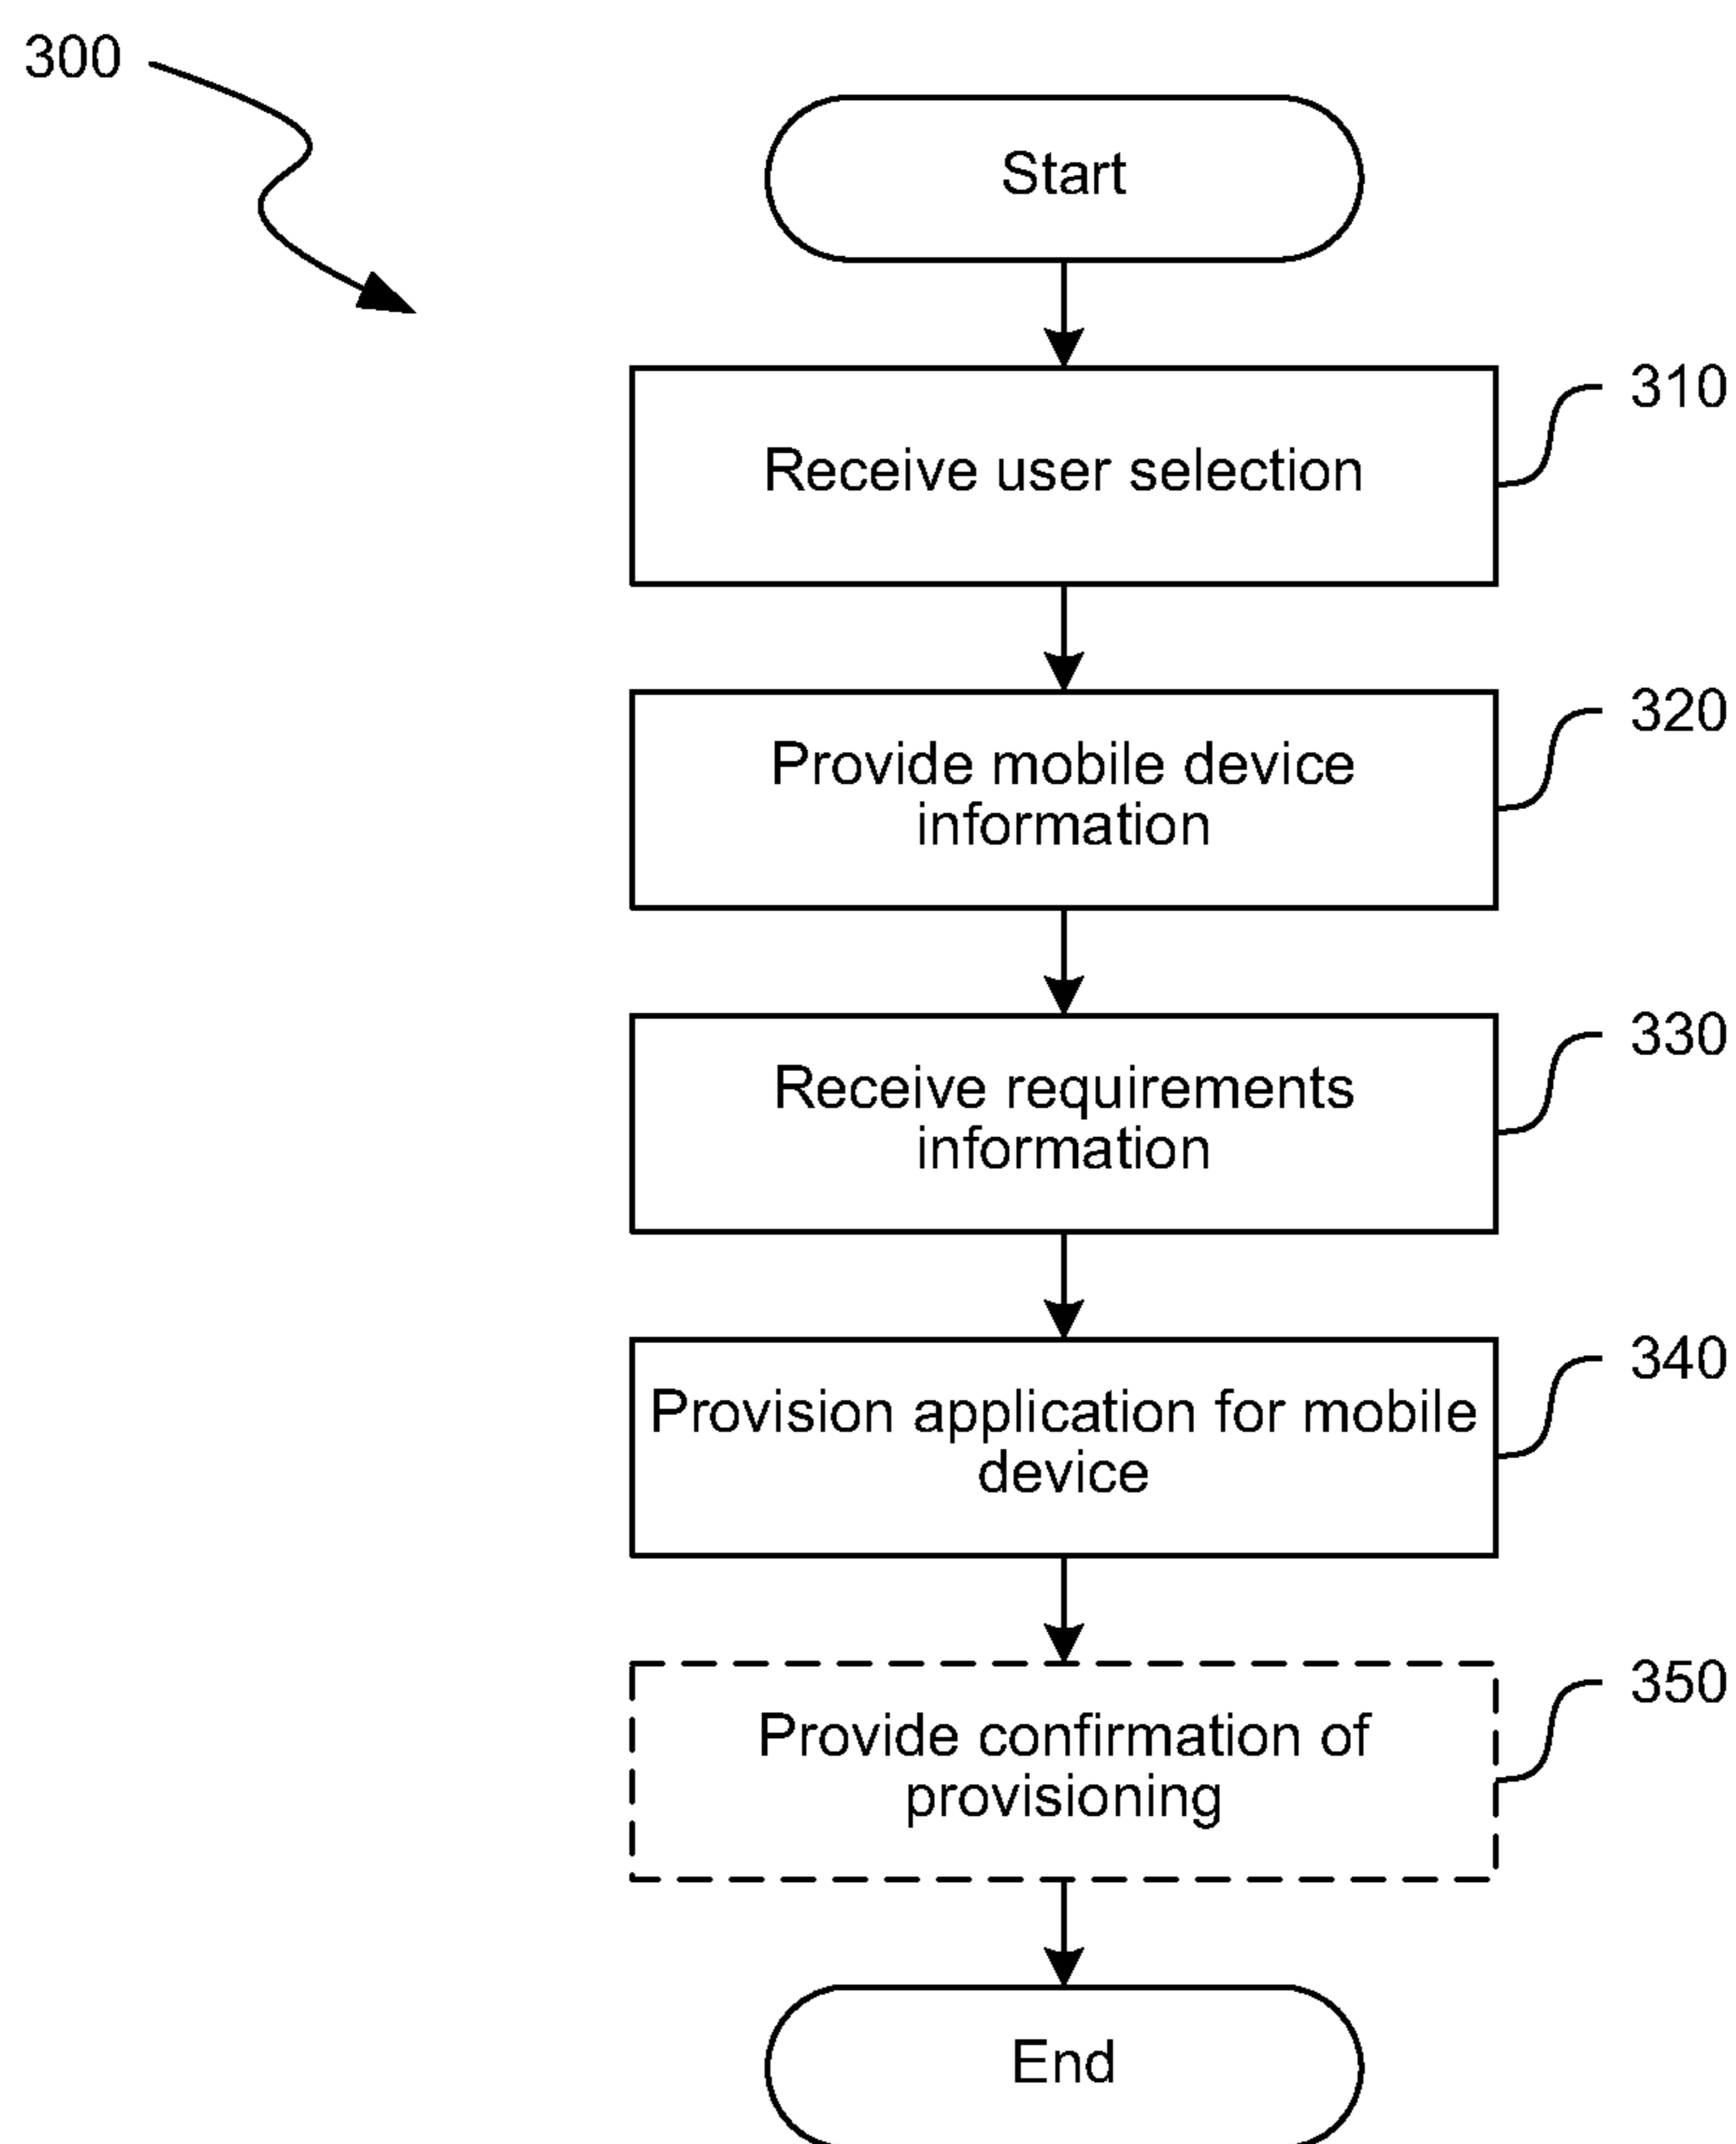 300
Start
310
Receive user selection
320
Provide mobile device
information
330
Receive requirements
information
340
Provision application for mobile
device
350
Provide confirmation of
provisioning
End